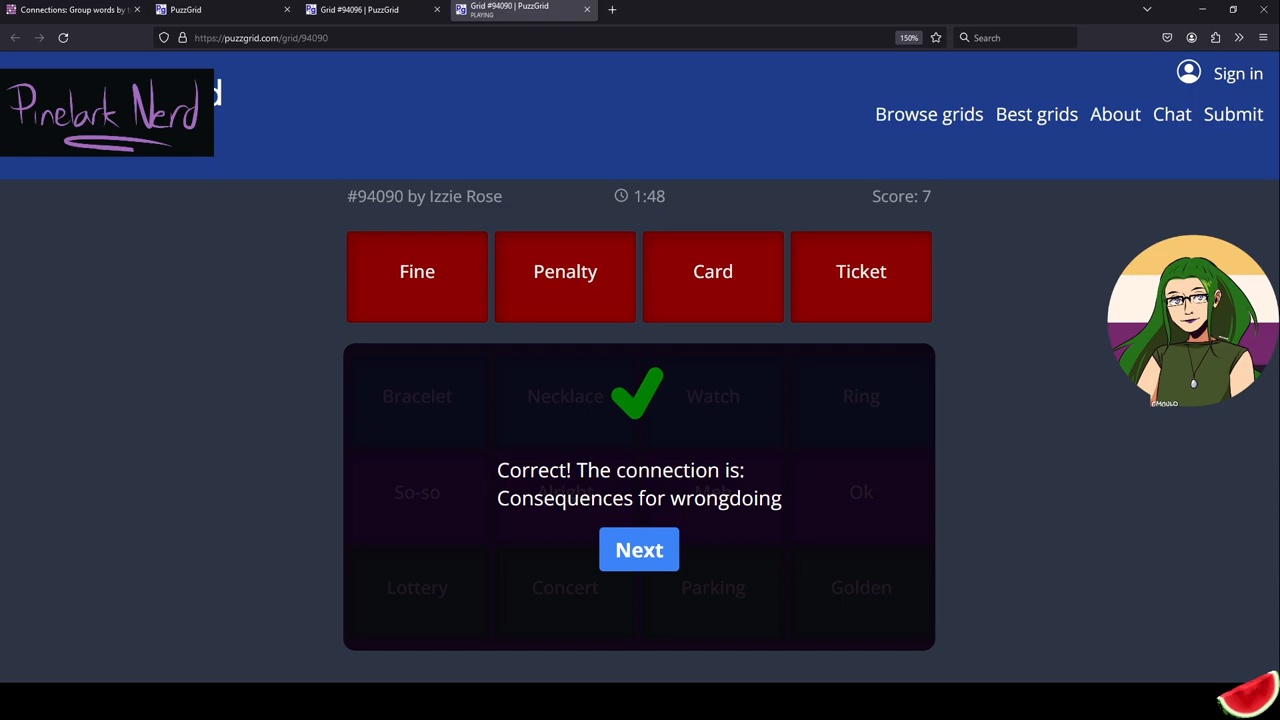 Connections: Group words by t
PuzzGrid
Grid #94096 | PuzzGrid
Grid #94090 | PuzzGrid
PLAYING
https://puzzgrid.com/grid/94090
150%
Search
Pinelark Nerd
d
Sign in
Browse grids
Best grids
About
Chat
Submit
#94090 by Izzie Rose
1:48
Score: 7
Fine
Penalty
Card
Ticket
Bracelet
Necklace
Watch
Ring
Correct! The connection is:
So-so
Ok
Consequences for wrongdoing
Next
Lottery
Concert
Parking
Golden